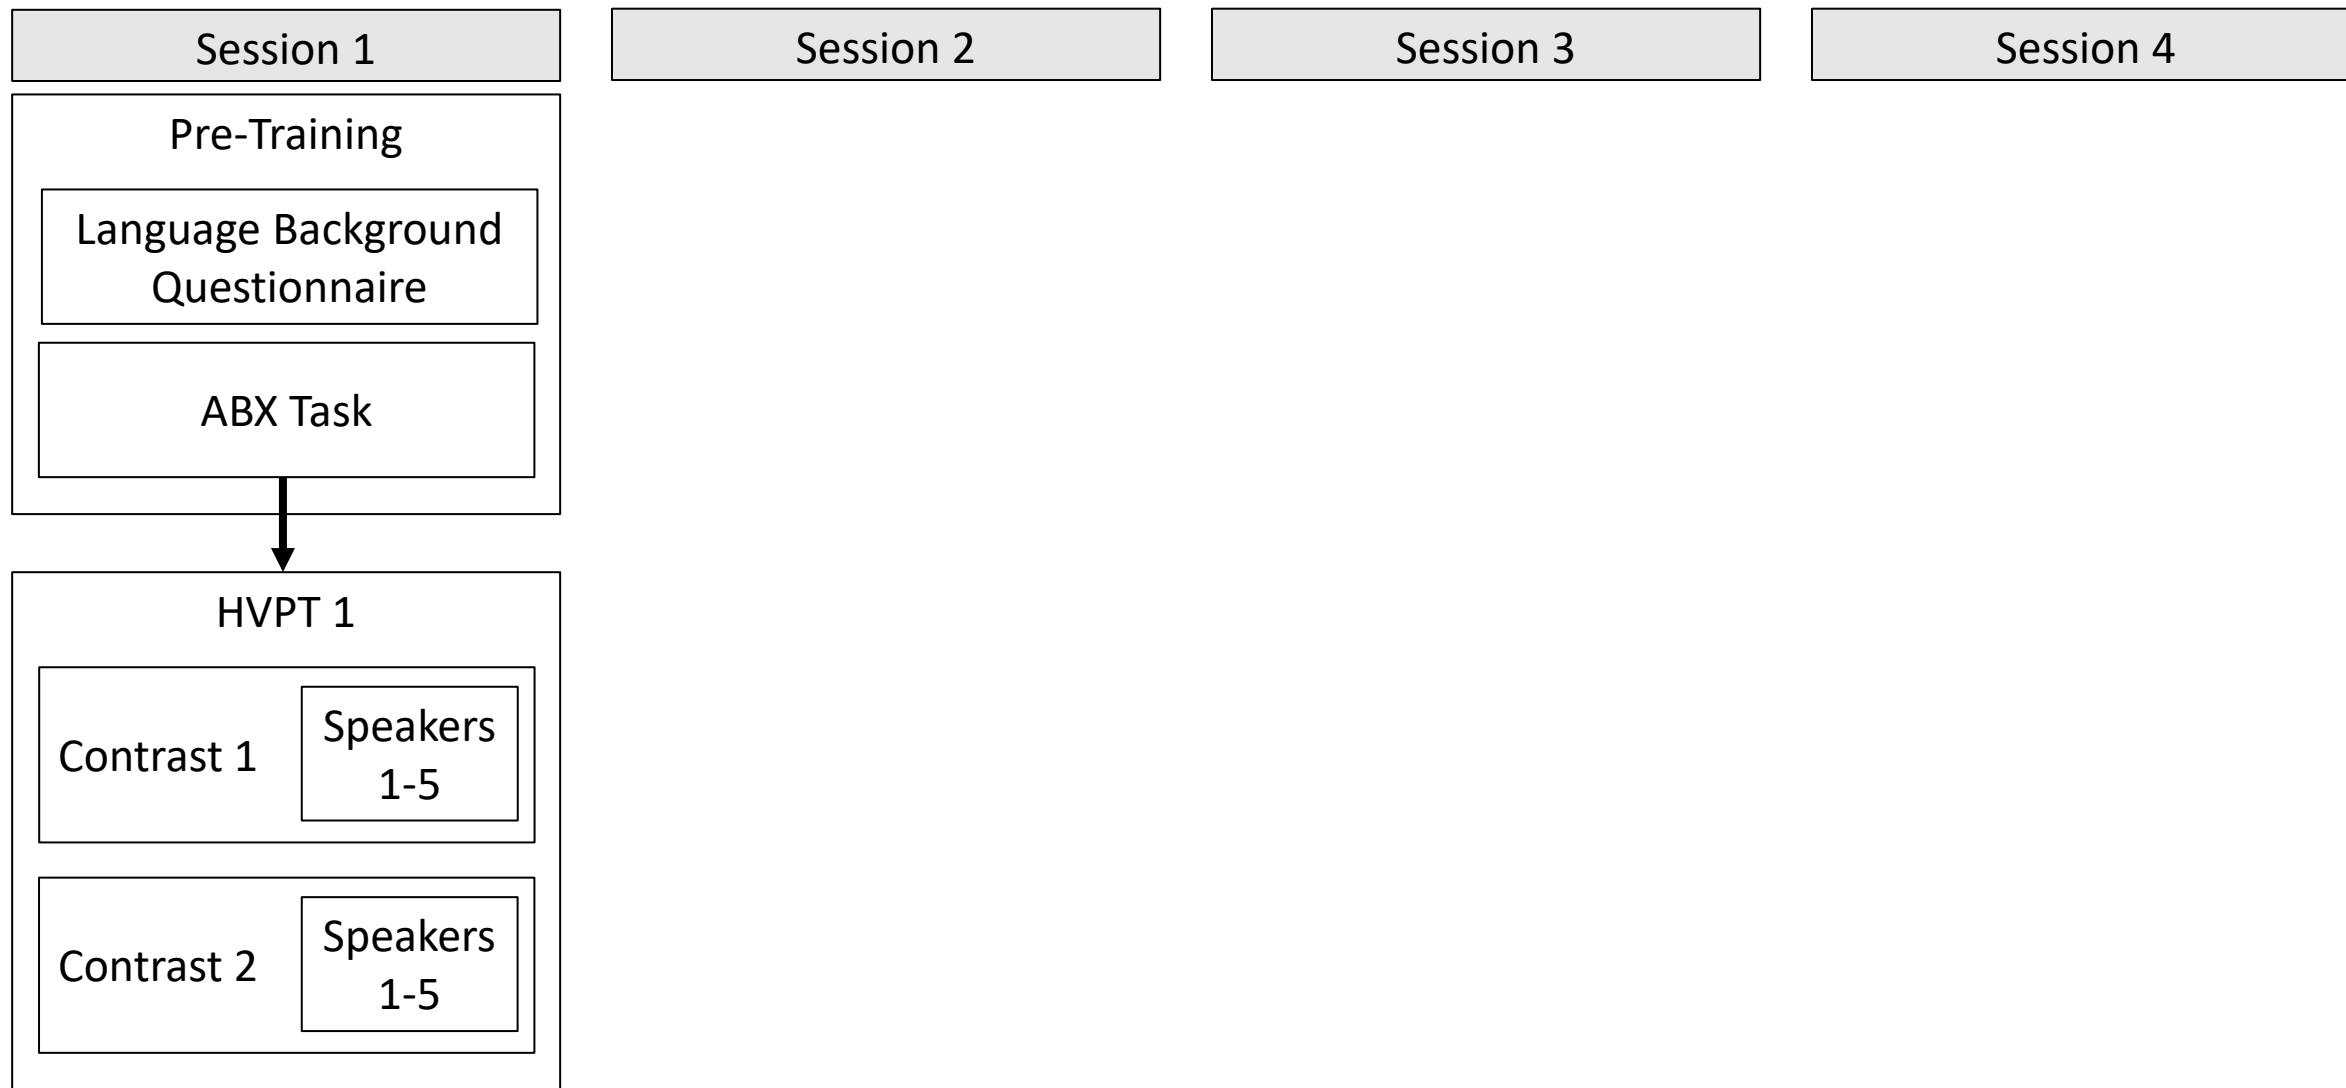 Session 1
Session 2
Session 3
Session 4
Pre-Training
Language Background
Questionnaire
ABX Task
HVPT 1
Contrast 1
Speakers
1-5
Contrast 2
Speakers
1-5